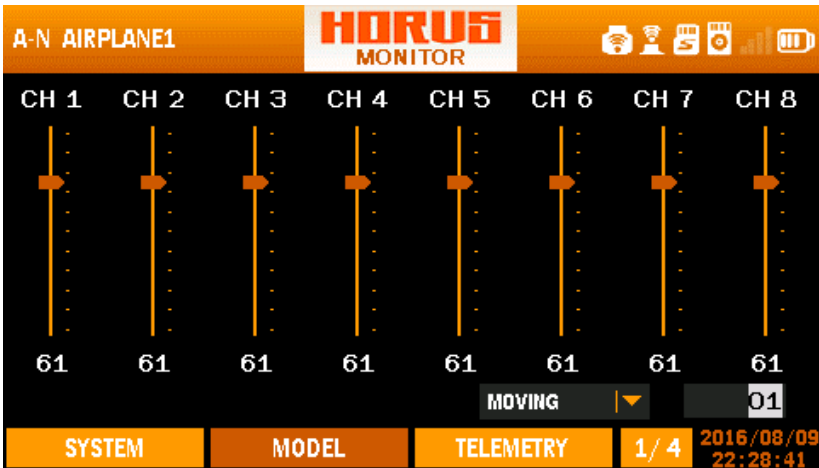 A-N AIRPLANE1
HORUS
MONITOR
CH 1 CH 2 CH 3 CH 4 CH 5 CH 6 CH 7 CH 8
61 61 61 61 61 61 61 61
MOVING 01
SYSTEM MODEL TELEMETRY 1/4 2016/08/09
22:28:41